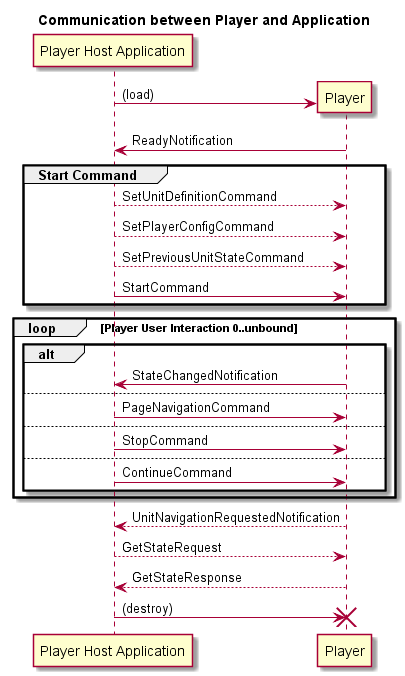 Communication between Player and Application
Player Host Application
(load)
Player
ReadyNotification
Start Command
SetUnitDefinitionCommand
SetPlayerConfigCommand
SetPreviousUnitStateCommand
StartCommand
loop [Player User Interaction 0..unbound]
alt
StateChangedNotification
PageNavigationCommand
StopCommand
ContinueCommand
UnitNavigationRequestedNotification
GetStateRequest
GetStateResponse
(destroy)
Player Host Application Player